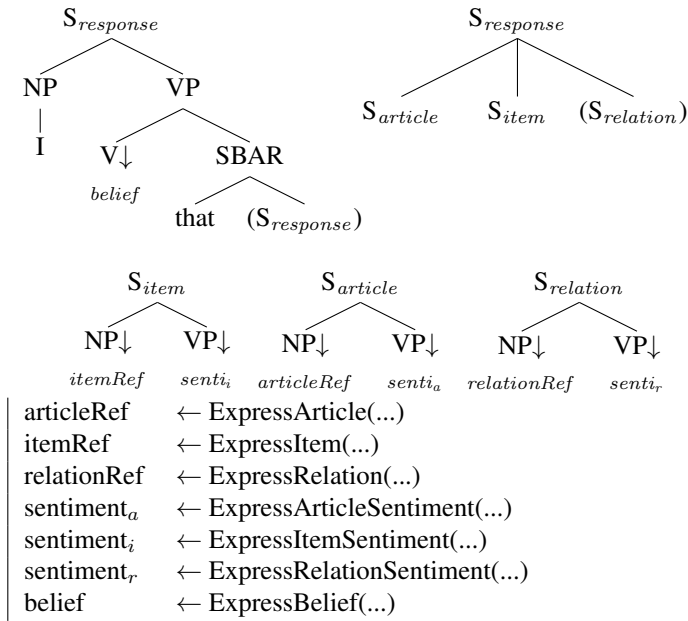 S_response S_response
NP VP
S_article S_item (S_relation)
I V↓ SBAR
belief
that (S_response)
S_item S_article S_relation
NP↓ VP↓ NP↓ VP↓ NP↓ VP↓
itemRef senti_i articleRef senti_a relationRef senti_r
articleRef ← ExpressArticle(...)
itemRef ← ExpressItem(...)
relationRef ← ExpressRelation(...)
sentiment_a ← ExpressArticleSentiment(...)
sentiment_i ← ExpressItemSentiment(...)
sentiment_r ← ExpressRelationSentiment(...)
belief ← ExpressBelief(...)